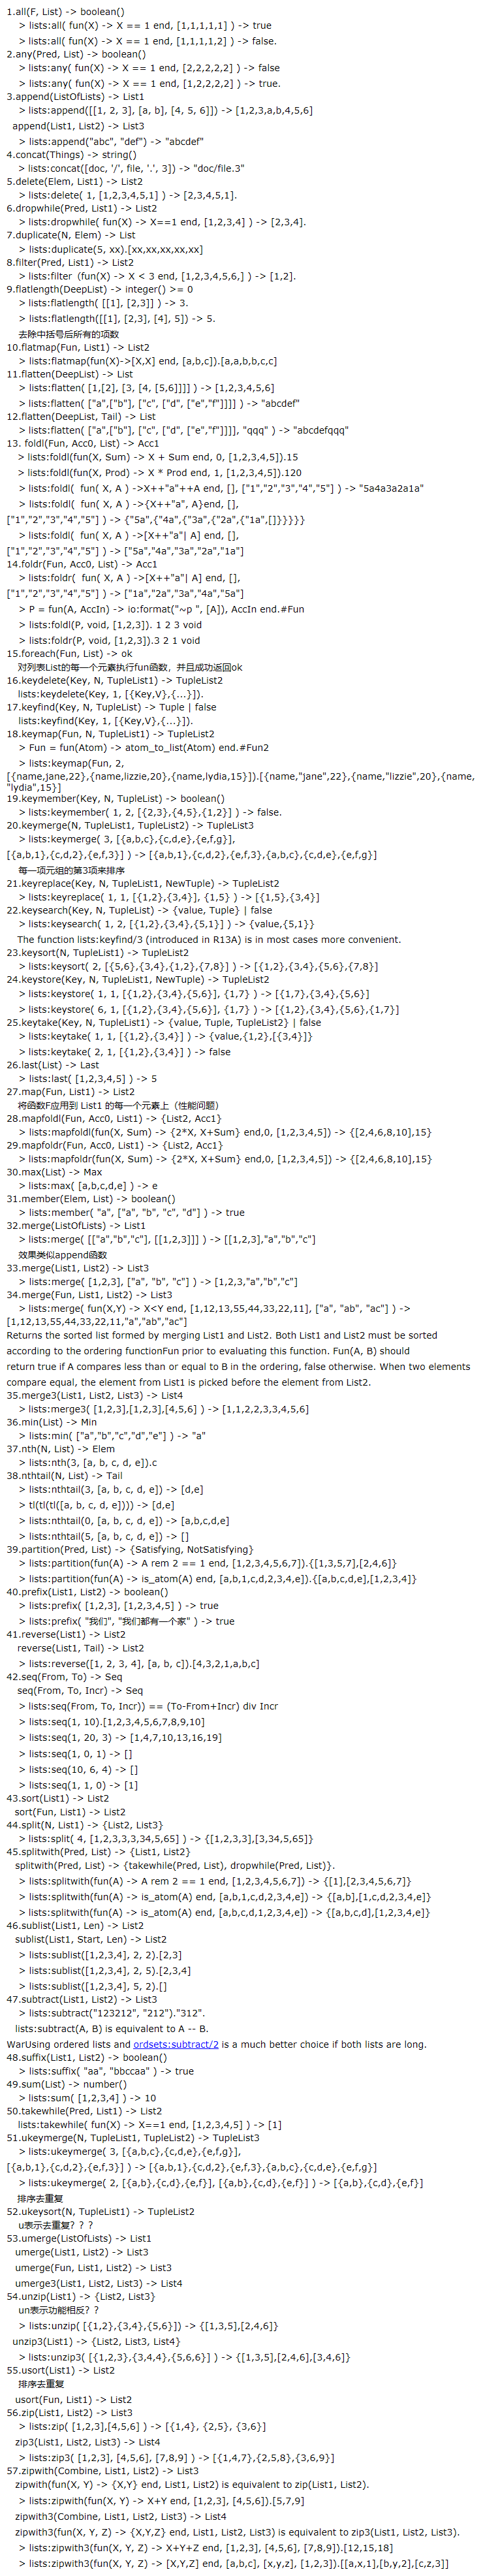 1.all(F, List) -> boolean()
> lists:all( fun(X) -> X == 1 end, [1,1,1,1,1] ) -> true
> lists:all( fun(X) -> X == 1 end, [1,1,1,1,2] ) -> false.
2.any(Pred, List) -> boolean()
> lists:any( fun(X) -> X == 1 end, [2,2,2,2,2] ) -> false
> lists:any( fun(X) -> X == 1 end, [1,2,2,2,2] ) -> true.
3.append(ListOfLists) -> List1
> lists:append([[1, 2, 3], [a, b], [4, 5, 6]]) -> [1,2,3,a,b,4,5,6]
append(List1, List2) -> List3
> lists:append("abc", "def") -> "abcdef"
4.concat(Things) -> string()
> lists:concat([doc, '/', file, '.', 3]) -> "doc/file.3"
5.delete(Elem, List1) -> List2
> lists:delete( 1, [1,2,3,4,5,1] ) -> [2,3,4,5,1].
6.dropwhile(Pred, List1) -> List2
> lists:dropwhile( fun(X) -> X==1 end, [1,2,3,4] ) -> [2,3,4].
7.duplicate(N, Elem) -> List
> lists:duplicate(5, xx).[xx,xx,xx,xx,xx]
8.filter(Pred, List1) -> List2
> lists:filter（fun(X) -> X < 3 end, [1,2,3,4,5,6,] ) -> [1,2].
9.flatlength(DeepList) -> integer() >= 0
> lists:flatlength( [[1], [2,3]] ) -> 3.
> lists:flatlength([[1], [2,3], [4], 5]) -> 5.
去除中括号后所有的项数
10.flatmap(Fun, List1) -> List2
> lists:flatmap(fun(X)->[X,X] end, [a,b,c]).[a,a,b,b,c,c]
11.flatten(DeepList) -> List
> lists:flatten( [1,[2], [3, [4, [5,6]]]] ) -> [1,2,3,4,5,6]
> lists:flatten( ["a",["b"], ["c", ["d", ["e","f"]]]] ) -> "abcdef"
12.flatten(DeepList, Tail) -> List
> lists:flatten( ["a",["b"], ["c", ["d", ["e","f"]]]], "qqq" ) -> "abcdefqqq"
13. foldl(Fun, Acc0, List) -> Acc1
>lists:foldl(fun(X, Sum) -> X + Sum end, 0, [1,2,3,4,5]).15
>lists:foldl(fun(X, Prod) -> X * Prod end, 1, [1,2,3,4,5]).120
> lists:foldl( fun( X, A ) ->X++"a"++A end, [], ["1","2","3","4","5"] ) -> "5a4a3a2a1a"
> lists:foldl( fun( X, A ) ->{X++"a", A}end, [],
["1","2","3","4","5"] ) -> {"5a",{"4a",{"3a",{"2a",{"1a",[]}}}}}
> lists:foldl( fun( X, A ) ->[X++"a"| A] end, [],
["1","2","3","4","5"] ) -> ["5a","4a","3a","2a","1a"]
14.foldr(Fun, Acc0, List) -> Acc1
> lists:foldr( fun( X, A ) ->[X++"a"| A] end, [],
["1","2","3","4","5"] ) -> ["1a","2a","3a","4a","5a"]
> P = fun(A, AccIn) -> io:format("~p ", [A]), AccIn end.#Fun
> lists:foldl(P, void, [1,2,3]). 1 2 3 void
> lists:foldr(P, void, [1,2,3]).3 2 1 void
15.foreach(Fun, List) -> ok
对列表List的每一个元素执行fun函数，并且成功返回ok
16.keydelete(Key, N, TupleList1) -> TupleList2
lists:keydelete(Key, 1, [{Key,V},{...}]).
17.keyfind(Key, N, TupleList) -> Tuple | false
lists:keyfind(Key, 1, [{Key,V},{...}]).
18.keymap(Fun, N, TupleList1) -> TupleList2
> Fun = fun(Atom) -> atom_to_list(Atom) end.#Fun2
> lists:keymap(Fun, 2,
[{name,jane,22},{name,lizzie,20},{name,lydia,15}]).[{name,"jane",22},{name,"lizzie",20},{name,
"lydia",15}]
19.keymember(Key, N, TupleList) -> boolean()
> lists:keymember( 1, 2, [{2,3},{4,5},{1,2}] ) -> false.
20.keymerge(N, TupleList1, TupleList2) -> TupleList3
> lists:keymerge( 3, [{a,b,c},{c,d,e},{e,f,g}],
[{a,b,1},{c,d,2},{e,f,3}] ) -> [{a,b,1},{c,d,2},{e,f,3},{a,b,c},{c,d,e},{e,f,g}]
每一项元组的第3项来排序
21.keyreplace(Key, N, TupleList1, NewTuple) -> TupleList2
> lists:keyreplace( 1, 1, [{1,2},{3,4}], {1,5} ) -> [{1,5},{3,4}]
22.keysearch(Key, N, TupleList) -> {value, Tuple} | false
> lists:keysearch( 1, 2, [{1,2},{3,4},{5,1}] ) -> {value,{5,1}}
The function lists:keyfind/3 (introduced in R13A) is in most cases more convenient.
23.keysort(N, TupleList1) -> TupleList2
> lists:keysort( 2, [{5,6},{3,4},{1,2},{7,8}] ) -> [{1,2},{3,4},{5,6},{7,8}]
24.keystore(Key, N, TupleList1, NewTuple) -> TupleList2
> lists:keystore( 1, 1, [{1,2},{3,4},{5,6}], {1,7} ) -> [{1,7},{3,4},{5,6}]
> lists:keystore( 6, 1, [{1,2},{3,4},{5,6}], {1,7} ) -> [{1,2},{3,4},{5,6},{1,7}]
25.keytake(Key, N, TupleList1) -> {value, Tuple, TupleList2} | false
> lists:keytake( 1, 1, [{1,2},{3,4}] ) -> {value,{1,2},[{3,4}]}
> lists:keytake( 2, 1, [{1,2},{3,4}] ) -> false
26.last(List) -> Last
> lists:last( [1,2,3,4,5] ) -> 5
27.map(Fun, List1) -> List2
将函数F应用到 List1 的每一个元素上（性能问题）
28.mapfoldl(Fun, Acc0, List1) -> {List2, Acc1}
> lists:mapfoldl(fun(X, Sum) -> {2*X, X+Sum} end,0, [1,2,3,4,5]) -> {[2,4,6,8,10],15}
29.mapfoldr(Fun, Acc0, List1) -> {List2, Acc1}
> lists:mapfoldr(fun(X, Sum) -> {2*X, X+Sum} end,0, [1,2,3,4,5]) -> {[2,4,6,8,10],15}
30.max(List) -> Max
> lists:max( [a,b,c,d,e] ) -> e
31.member(Elem, List) -> boolean()
> lists:member( "a", ["a", "b", "c", "d"] ) -> true
32.merge(ListOfLists) -> List1
> lists:merge( [["a","b","c"], [[1,2,3]]] ) -> [[1,2,3],"a","b","c"]
效果类似append函数
33.merge(List1, List2) -> List3
> lists:merge( [1,2,3], ["a", "b", "c"] ) -> [1,2,3,"a","b","c"]
34.merge(Fun, List1, List2) -> List3
> lists:merge( fun(X,Y) -> X<Y end, [1,12,13,55,44,33,22,11], ["a", "ab", "ac"] ) ->
[1,12,13,55,44,33,22,11,"a","ab","ac"]
Returns the sorted list formed by merging List1 and List2. Both List1 and List2 must be sorted
according to the ordering functionFun prior to evaluating this function. Fun(A, B) should
return true if A compares less than or equal to B in the ordering, false otherwise. When two elements
compare equal, the element from List1 is picked before the element from List2.
35.merge3(List1, List2, List3) -> List4
> lists:merge3( [1,2,3],[1,2,3],[4,5,6] ) -> [1,1,2,2,3,3,4,5,6]
36.min(List) -> Min
> lists:min( ["a","b","c","d","e"] ) -> "a"
37.nth(N, List) -> Elem
> lists:nth(3, [a, b, c, d, e]).c
38.nthtail(N, List) -> Tail
> lists:nthtail(3, [a, b, c, d, e]) -> [d,e]
> tl(tl(tl([a, b, c, d, e]))) -> [d,e]
> lists:nthtail(0, [a, b, c, d, e]) -> [a,b,c,d,e]
> lists:nthtail(5, [a, b, c, d, e]) -> []
39.partition(Pred, List) -> {Satisfying, NotSatisfying}
> lists:partition(fun(A) -> A rem 2 == 1 end, [1,2,3,4,5,6,7]).{[1,3,5,7],[2,4,6]}
> lists:partition(fun(A) -> is_atom(A) end, [a,b,1,c,d,2,3,4,e]).{[a,b,c,d,e],[1,2,3,4]}
40.prefix(List1, List2) -> boolean()
> lists:prefix( [1,2,3], [1,2,3,4,5] ) -> true
> lists:prefix( "我们", "我们都有一个家" ) -> true
41.reverse(List1) -> List2
reverse(List1, Tail) -> List2
> lists:reverse([1, 2, 3, 4], [a, b, c]).[4,3,2,1,a,b,c]
42.seq(From, To) -> Seq
seq(From, To, Incr) -> Seq
> lists:seq(From, To, Incr)) == (To-From+Incr) div Incr
> lists:seq(1, 10).[1,2,3,4,5,6,7,8,9,10]
> lists:seq(1, 20, 3) -> [1,4,7,10,13,16,19]
> lists:seq(1, 0, 1) -> []
> lists:seq(10, 6, 4) -> []
> lists:seq(1, 1, 0) -> [1]
43.sort(List1) -> List2
sort(Fun, List1) -> List2
44.split(N, List1) -> {List2, List3}
> lists:split( 4, [1,2,3,3,3,34,5,65] ) -> {[1,2,3,3],[3,34,5,65]}
45.splitwith(Pred, List) -> {List1, List2}
splitwith(Pred, List) -> {takewhile(Pred, List), dropwhile(Pred, List)}.
> lists:splitwith(fun(A) -> A rem 2 == 1 end, [1,2,3,4,5,6,7]) -> {[1],[2,3,4,5,6,7]}
> lists:splitwith(fun(A) -> is_atom(A) end, [a,b,1,c,d,2,3,4,e]) -> {[a,b],[1,c,d,2,3,4,e]}
> lists:splitwith(fun(A) -> is_atom(A) end, [a,b,c,d,1,2,3,4,e]) -> {[a,b,c,d],[1,2,3,4,e]}
46.sublist(List1, Len) -> List2
sublist(List1, Start, Len) -> List2
> lists:sublist([1,2,3,4], 2, 2).[2,3]
> lists:sublist([1,2,3,4], 2, 5).[2,3,4]
> lists:sublist([1,2,3,4], 5, 2).[]
47.subtract(List1, List2) -> List3
> lists:subtract("123212", "212")."312".
lists:subtract(A, B) is equivalent to A -- B.
WarUsing ordered lists and ordsets:subtract/2 is a much better choice if both lists are long.
48.suffix(List1, List2) -> boolean()
> lists:suffix( "aa", "bbccaa" ) -> true
49.sum(List) -> number()
> lists:sum( [1,2,3,4] ) -> 10
50.takewhile(Pred, List1) -> List2
lists:takewhile( fun(X) -> X==1 end, [1,2,3,4,5] ) -> [1]
51.ukeymerge(N, TupleList1, TupleList2) -> TupleList3
> lists:ukeymerge( 3, [{a,b,c},{c,d,e},{e,f,g}],
[{a,b,1},{c,d,2},{e,f,3}] ) -> [{a,b,1},{c,d,2},{e,f,3},{a,b,c},{c,d,e},{e,f,g}]
> lists:ukeymerge( 2, [{a,b},{c,d},{e,f}], [{a,b},{c,d},{e,f}] ) -> [{a,b},{c,d},{e,f}]
排序去重复
52.ukeysort(N, TupleList1) -> TupleList2
u表示去重复？？？
53.umerge(ListOfLists) -> List1
umerge(List1, List2) -> List3
umerge(Fun, List1, List2) -> List3
umerge3(List1, List2, List3) -> List4
54.unzip(List1) -> {List2, List3}
un表示功能相反？？
> lists:unzip( [{1,2},{3,4},{5,6}]) -> {[1,3,5],[2,4,6]}
unzip3(List1) -> {List2, List3, List4}
> lists:unzip3( [{1,2,3},{3,4,4},{5,6,6}] ) -> {[1,3,5],[2,4,6],[3,4,6]}
55.usort(List1) -> List2
排序去重复
usort(Fun, List1) -> List2
56.zip(List1, List2) -> List3
> lists:zip( [1,2,3],[4,5,6] ) -> [{1,4}, {2,5}, {3,6}]
zip3(List1, List2, List3) -> List4
> lists:zip3( [1,2,3], [4,5,6], [7,8,9] ) -> [{1,4,7},{2,5,8},{3,6,9}]
57.zipwith(Combine, List1, List2) -> List3
zipwith(fun(X, Y) -> {X,Y} end, List1, List2) is equivalent to zip(List1, List2).
> lists:zipwith(fun(X, Y) -> X+Y end, [1,2,3], [4,5,6]).[5,7,9]
zipwith3(Combine, List1, List2, List3) -> List4
zipwith3(fun(X, Y, Z) -> {X,Y,Z} end, List1, List2, List3) is equivalent to zip3(List1, List2, List3).
> lists:zipwith3(fun(X, Y, Z) -> X+Y+Z end, [1,2,3], [4,5,6], [7,8,9]).[12,15,18]
> lists:zipwith3(fun(X, Y, Z) -> [X,Y,Z] end, [a,b,c], [x,y,z], [1,2,3]).[[a,x,1],[b,y,2],[c,z,3]]